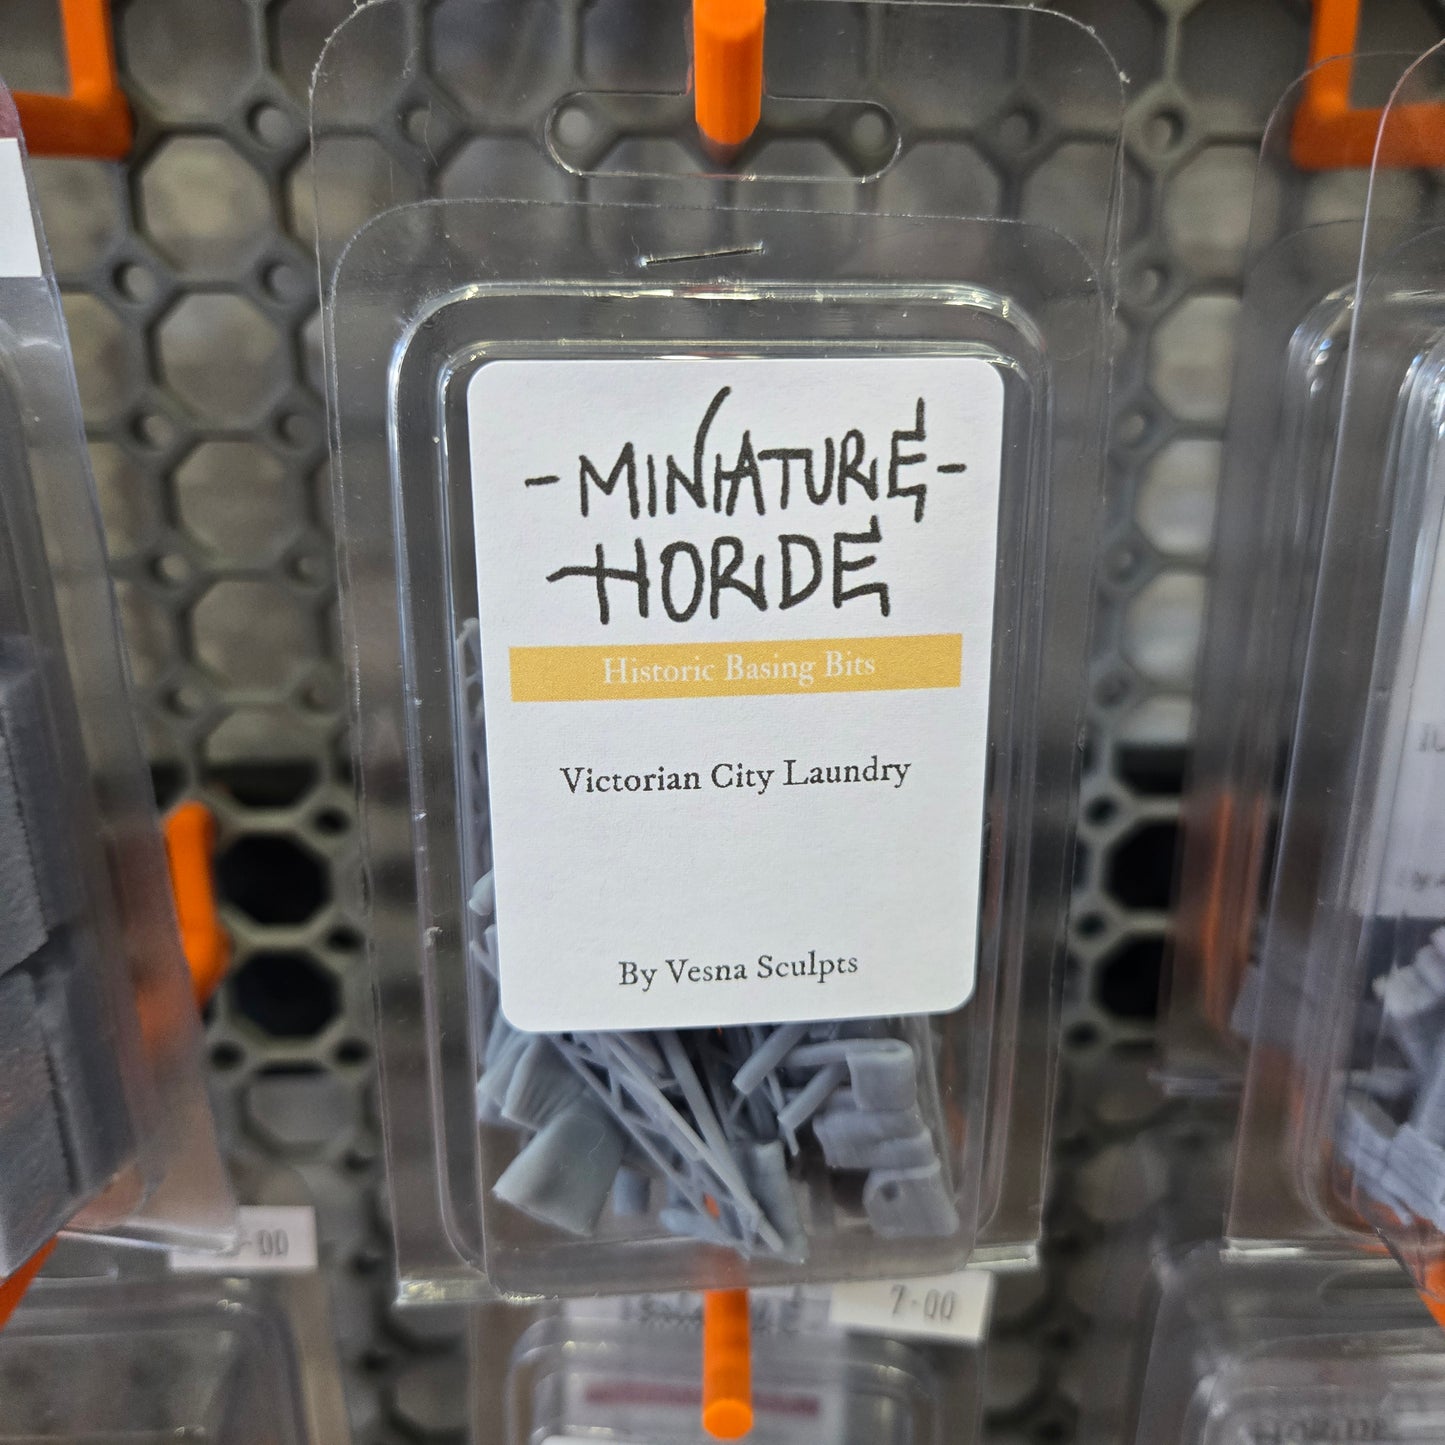 - MINIATURE -
HORDE
Historic Basing Bits
Victorian City Laundry
By Vesna Sculpts
7-00